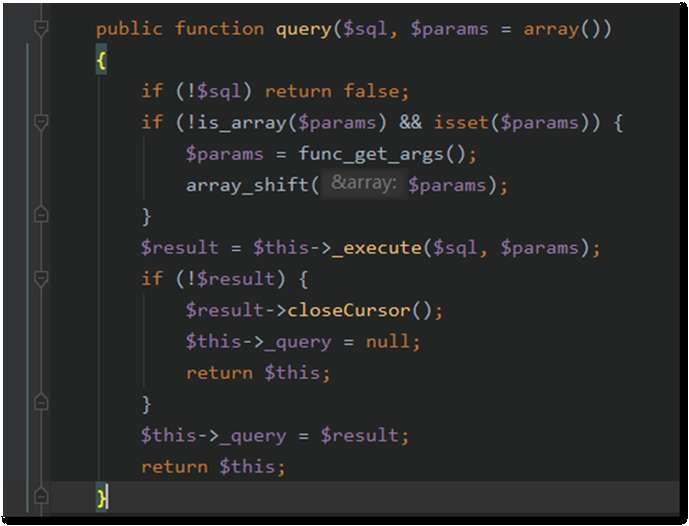 public function query($sql, $params = array())
{
if (!$sql) return false;
if (!is_array($params) && isset($params)) {
$params = func_get_args();
array_shift( &array: $params);
}
$result = $this->_execute($sql, $params);
if (!$result) {
$result->closeCursor();
$this->_query = null;
return $this;
}
$this->_query = $result;
return $this;
}